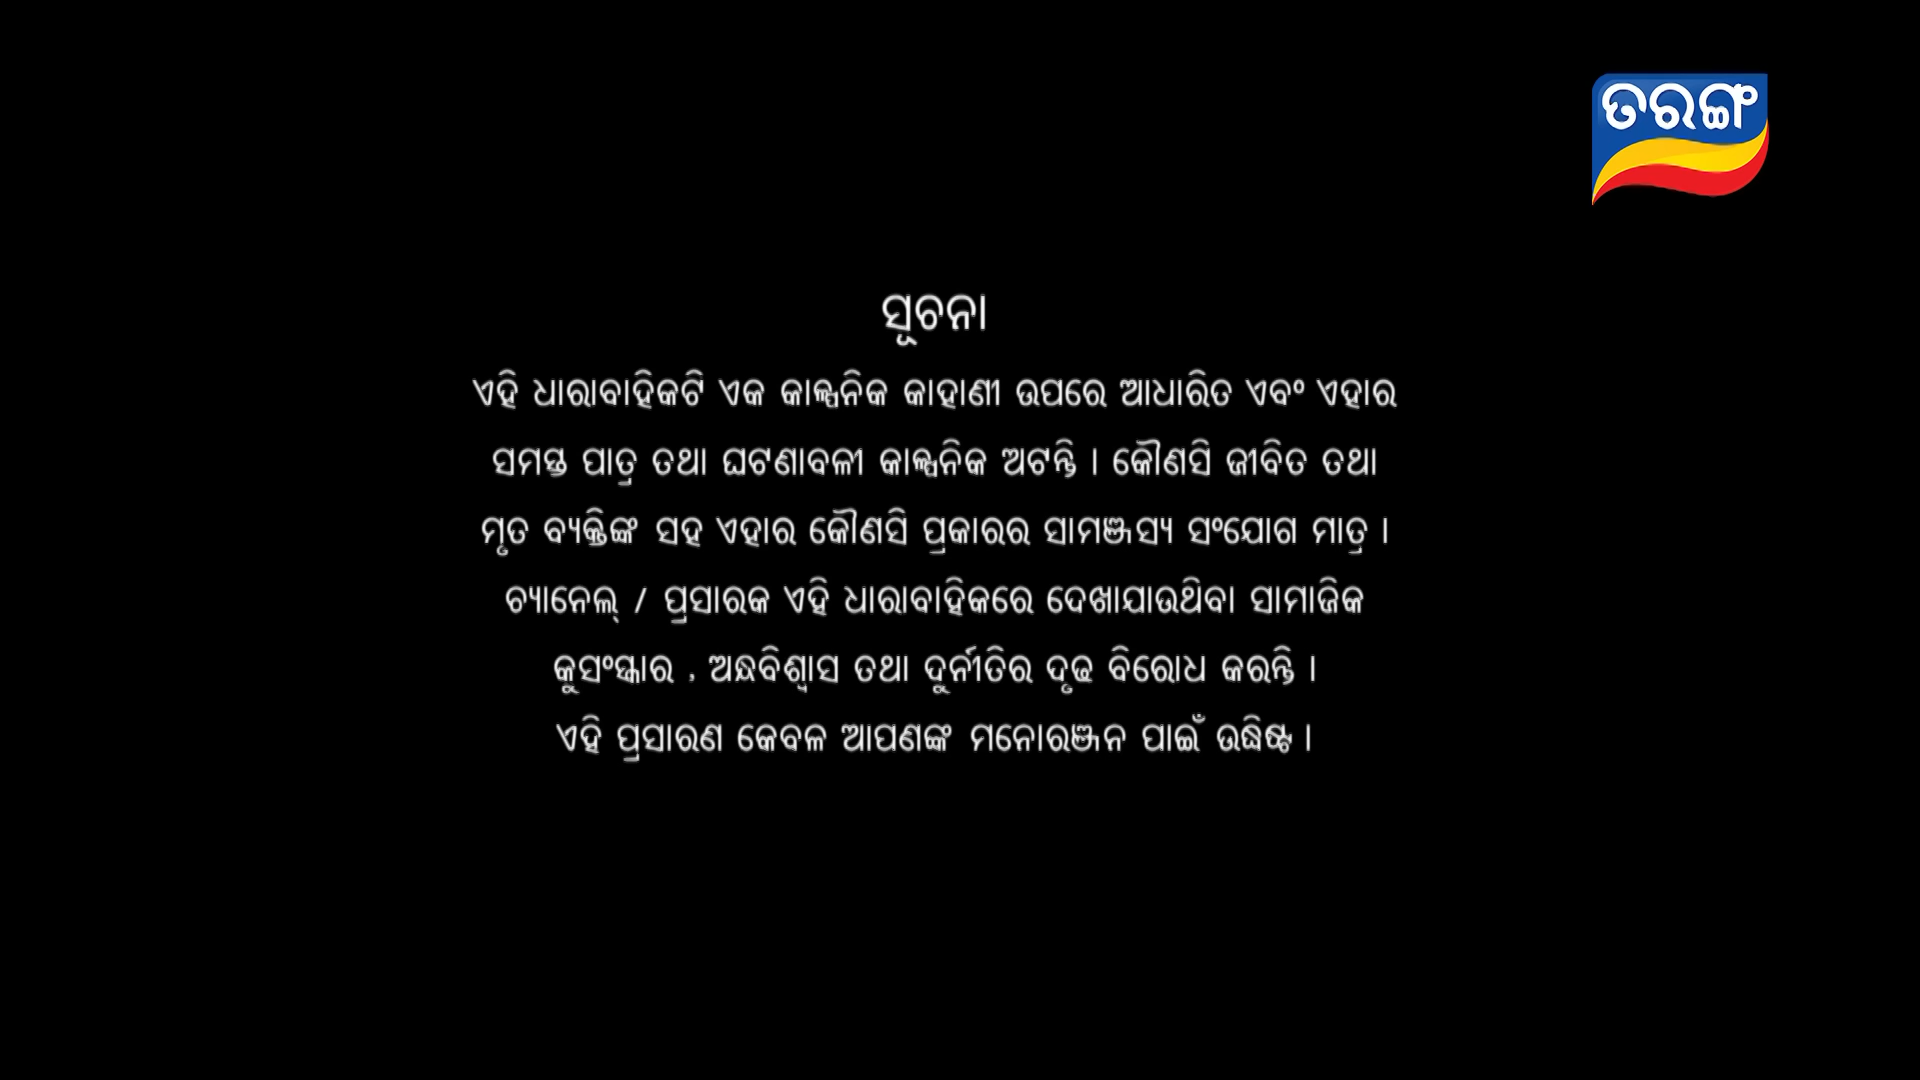 ତରଙ୍ଗ
ସୂଚନା
ଏହି ଧାରାବାହିକଟି ଏକ କାଳ୍ପନିକ କାହାଣୀ ଉପରେ ଆଧାରିତ ଏବଂ ଏହାର
ସମସ୍ତ ପାତ୍ର ତଥା ଘଟଣାବଳୀ କାଳ୍ପନିକ ଅଟନ୍ତି ।  କୌଣସି ଜୀବିତ ତଥା
ମୃତ ବ୍ୟକ୍ତିଙ୍କ ସହ ଏହାର କୌଣସି ପ୍ରକାରର ସାମଞ୍ଜସ୍ୟ ସଂଯୋଗ ମାତ୍ର ।
ଚ୍ୟାନେଲ୍ / ପ୍ରସାରକ ଏହି ଧାରାବାହିକରେ ଦେଖାଯାଉଥିବା ସାମାଜିକ
କୁସଂସ୍କାର , ଅନ୍ଧବିଶ୍ୱାସ ତଥା ଦୁର୍ନୀତିର ଦୃଢ ବିରୋଧ କରନ୍ତି ।
ଏହି ପ୍ରସାରଣ କେବଳ ଆପଣଙ୍କ ମନୋରଞ୍ଜନ ପାଇଁ ଉଦ୍ଧିଷ୍ଟ ।